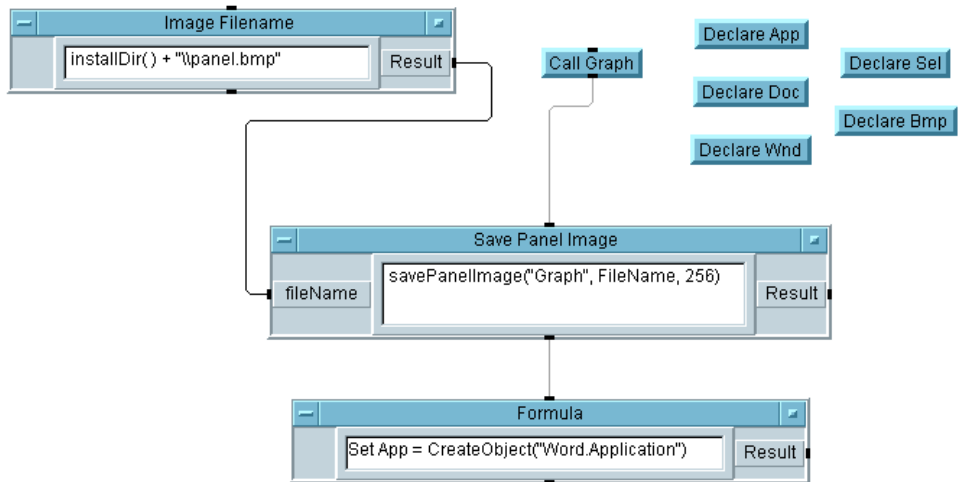 Image Filename
installDir( ) + "\\panel.bmp"
Result
Call Graph
Declare App
Declare Sel
Declare Doc
Declare Bmp
Declare Wnd
Save Panel Image
fileName
savePanelImage("Graph", FileName, 256)
Result
Formula
Set App = CreateObject("Word.Application")
Result